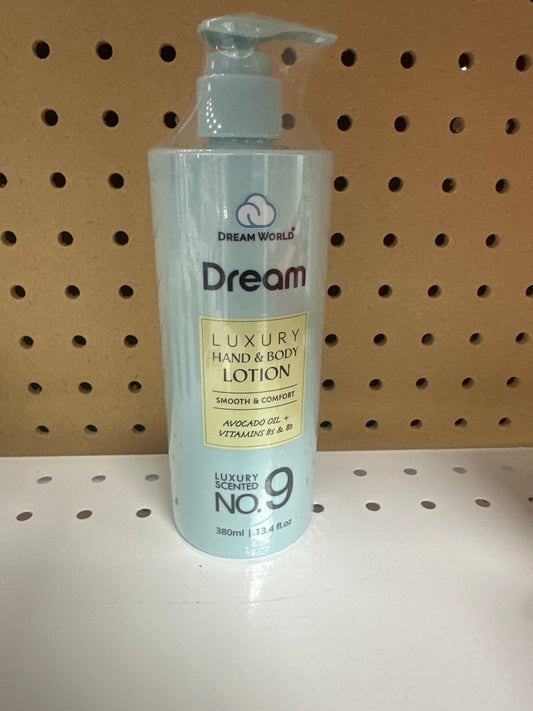 DREAM WORLD®
Dream
LUXURY
HAND & BODY
LOTION
SMOOTH & COMFORT
AVOCADO OIL +
VITAMINS B5 & B3
LUXURY
SCENTED
NO.9
380ml | 13.4 fl.oz